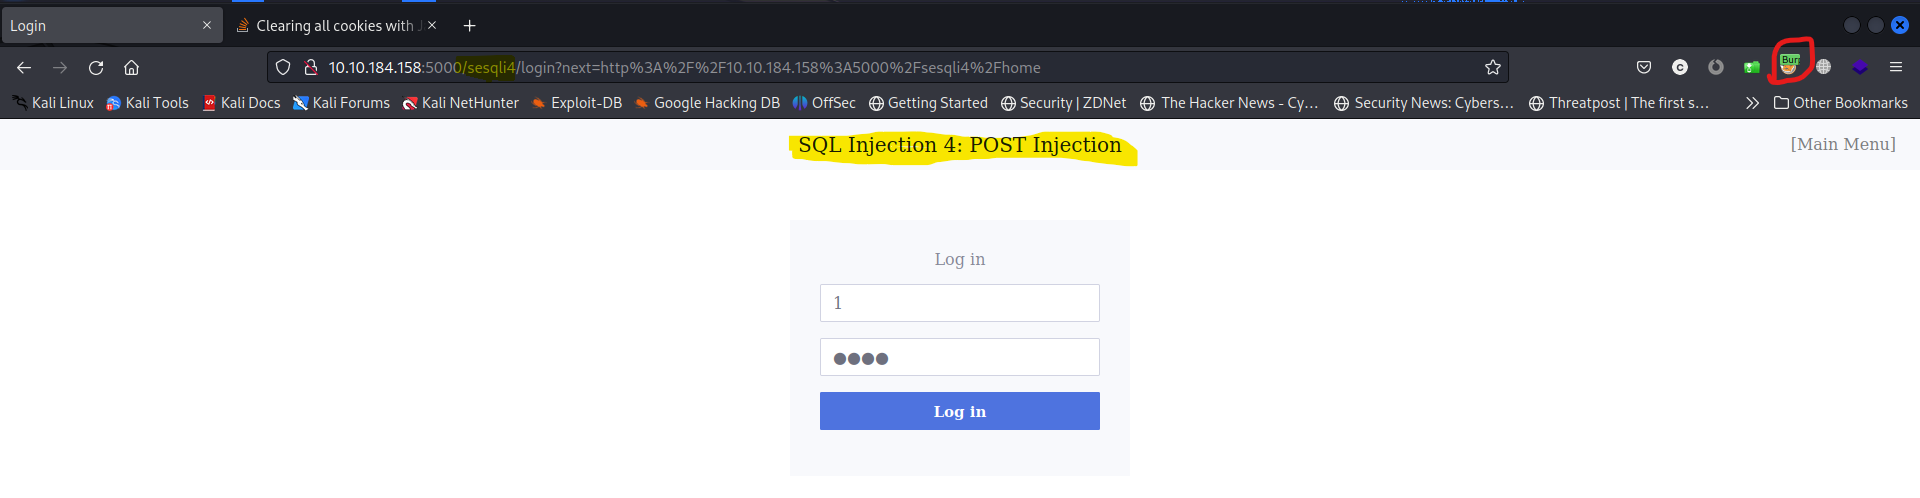 Login
Clearing all cookies with J
10.10.184.158:5000/sesqli4/login?next=http%3A%2F%2F10.10.184.158%3A5000%2Fsesqli4%2Fhome
Bur
Kali Linux Kali Tools Kali Docs Kali Forums Kali NetHunter Exploit-DB Google Hacking DB OffSec Getting Started Security | ZDNet The Hacker News - Cy… Security News: Cybers… Threatpost | The first s… Other Bookmarks
SQL Injection 4: POST Injection
[Main Menu]
Log in
1
Log in